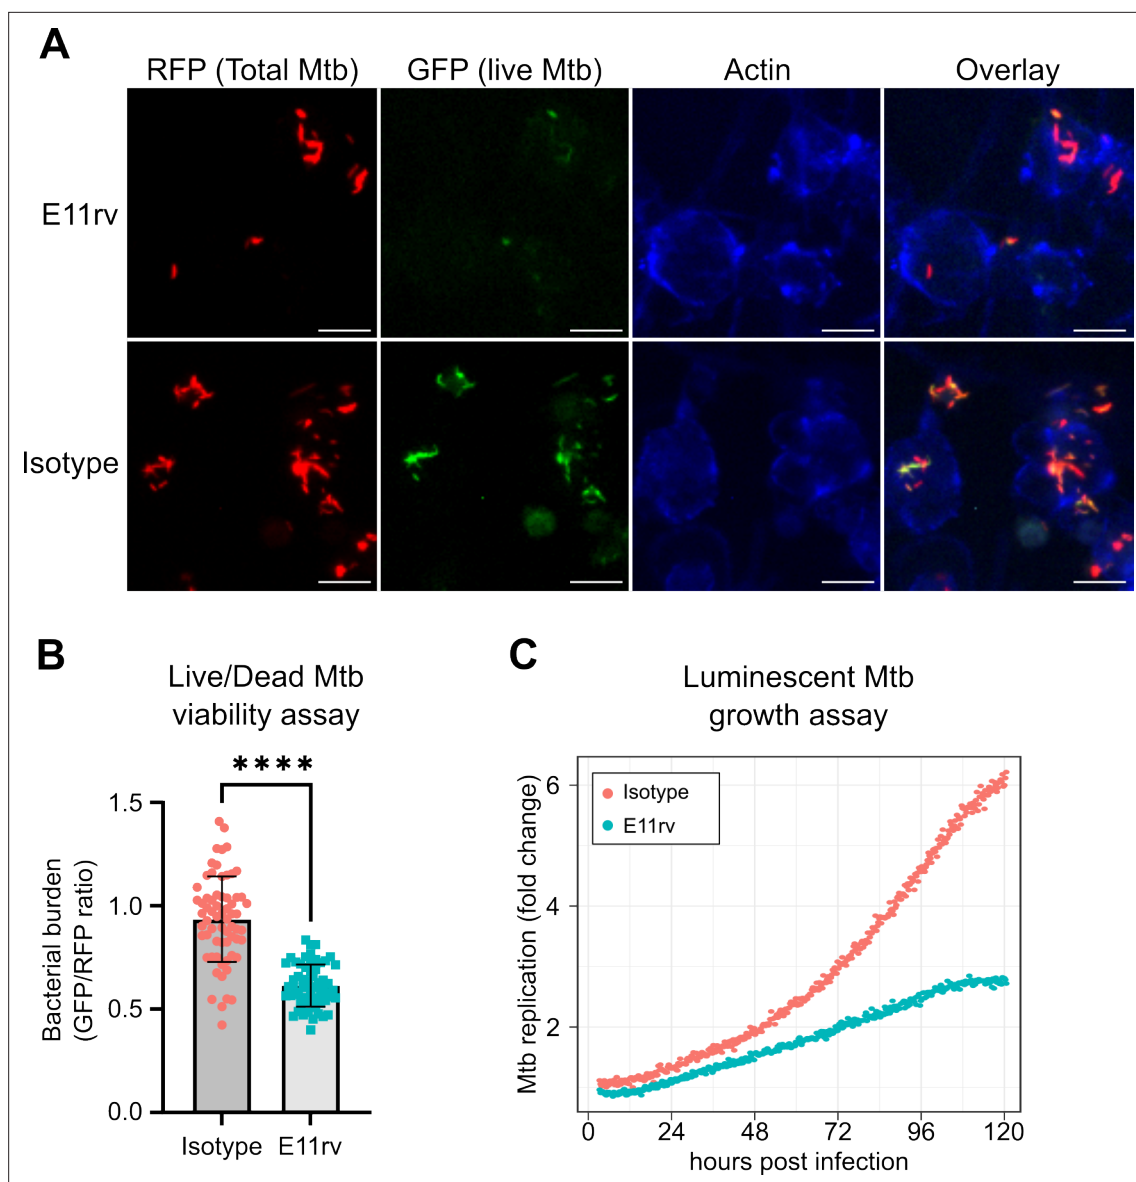 A
RFP (Total Mtb) GFP (live Mtb) Actin Overlay
E11rv
Isotype
B
Live/Dead Mtb
viability assay
****
Bacterial burden
(GFP/RFP ratio)
1.5
1.0
0.5
0.0
Isotype E11rv
C
Luminescent Mtb
growth assay
Mtb replication (fold change)
6
4
2
Isotype
E11rv
0 24 48 72 96 120
hours post infection